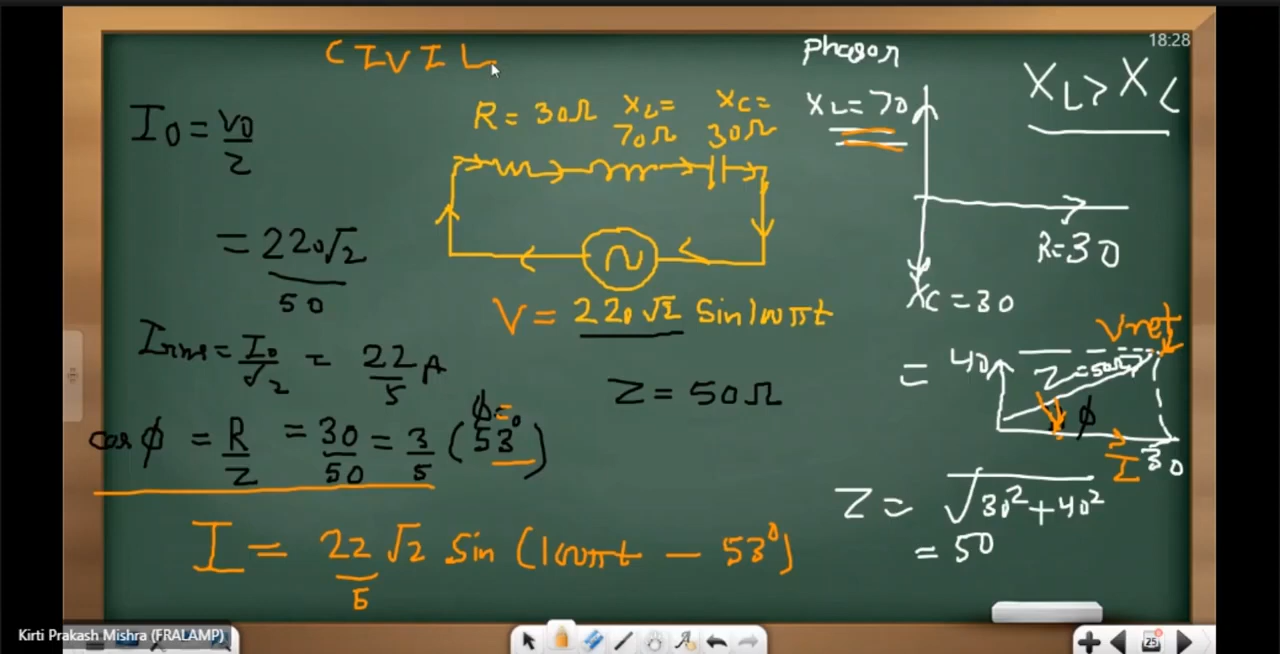 CIVIL
18:28
I0 = V0/Z
= 220√2/50
Irms = I0/√2 = 22/5 A
cos ϕ = R/Z = 30/50 = 3/5 (ϕ = 53°)
I = 22/5 √2 Sin (100πt − 53°)
R = 30Ω XL = 70Ω XC = 30Ω
V = 220√2 Sin 100πt
Z = 50Ω
Phasor
XL > XC
XL = 70
R = 30
XC = 30
Vnet
= 40
Z = 50Ω
ϕ
I
30
Z = √30² + 40²
= 50
Kirti Prakash Mishra (FRALAMP)
25